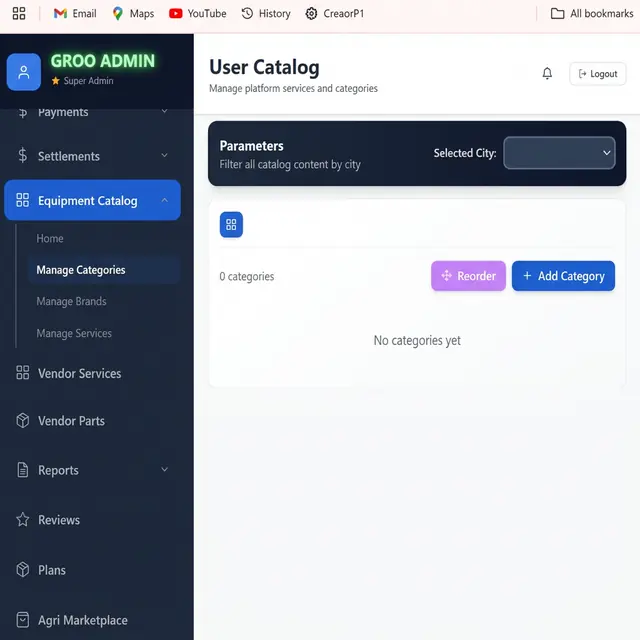 Email Maps YouTube History CreaorP1 All bookmarks
GROO ADMIN
Super Admin
Payments
Settlements
Equipment Catalog
Home
Manage Categories
Manage Brands
Manage Services
Vendor Services
Vendor Parts
Reports
Reviews
Plans
Agri Marketplace
User Catalog
Manage platform services and categories
Logout
Parameters
Filter all catalog content by city
Selected City:
0 categories
Reorder
+ Add Category
No categories yet